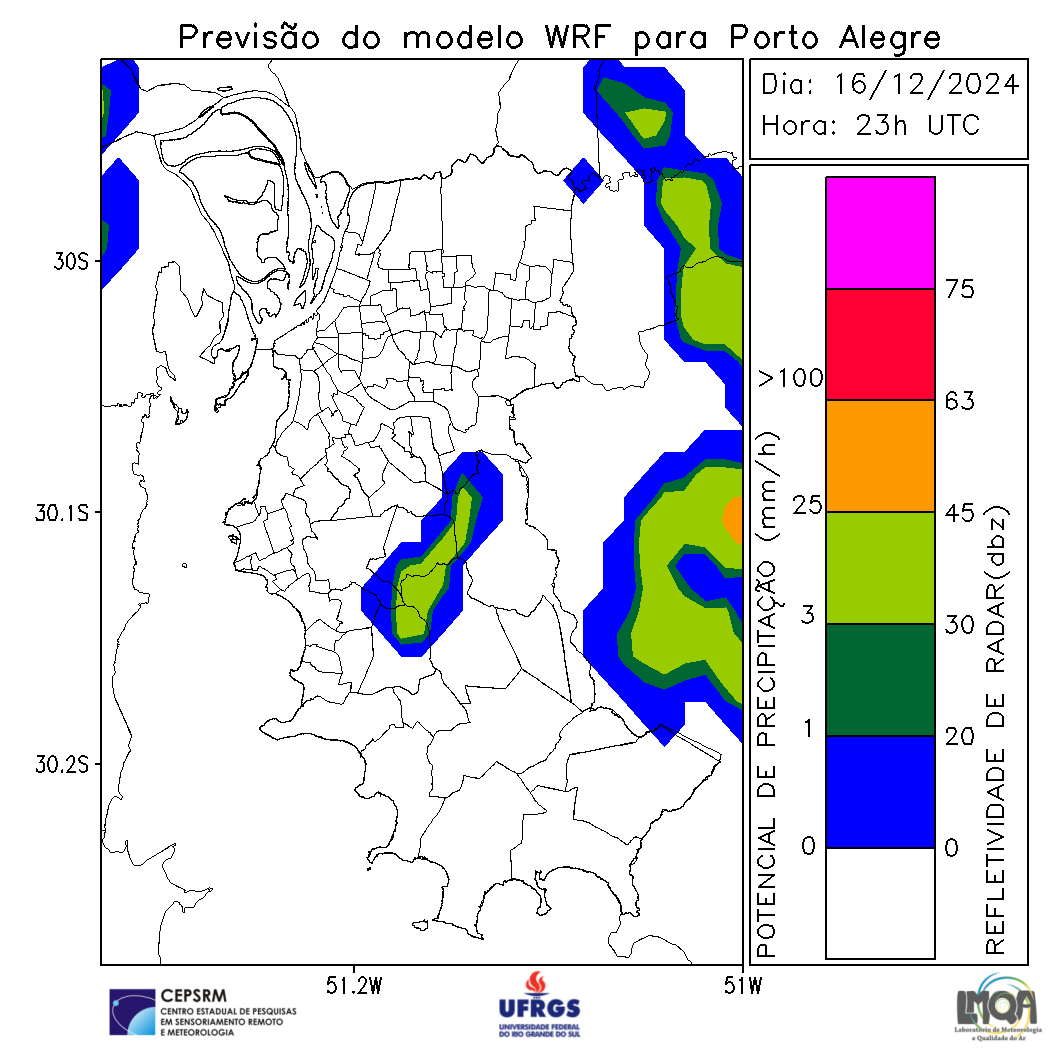 Previsão do modelo WRF para Porto Alegre
Dia: 16/12/2024
Hora: 23h UTC
30S
30.1S
30.2S
51.2W
51W
POTENCIAL DE PRECIPITAÇÃO (mm/h)
>100
25
3
1
0
75
63
45
30
20
0
REFLETIVIDADE DE RADAR(dbz)
CEPSRM
CENTRO ESTADUAL DE PESQUISAS
EM SENSORIAMENTO REMOTO
E METEOROLOGIA
UFRGS
UNIVERSIDADE FEDERAL
DO RIO GRANDE DO SUL
LMQA
Laboratório de Meteorologia
e Qualidade do Ar